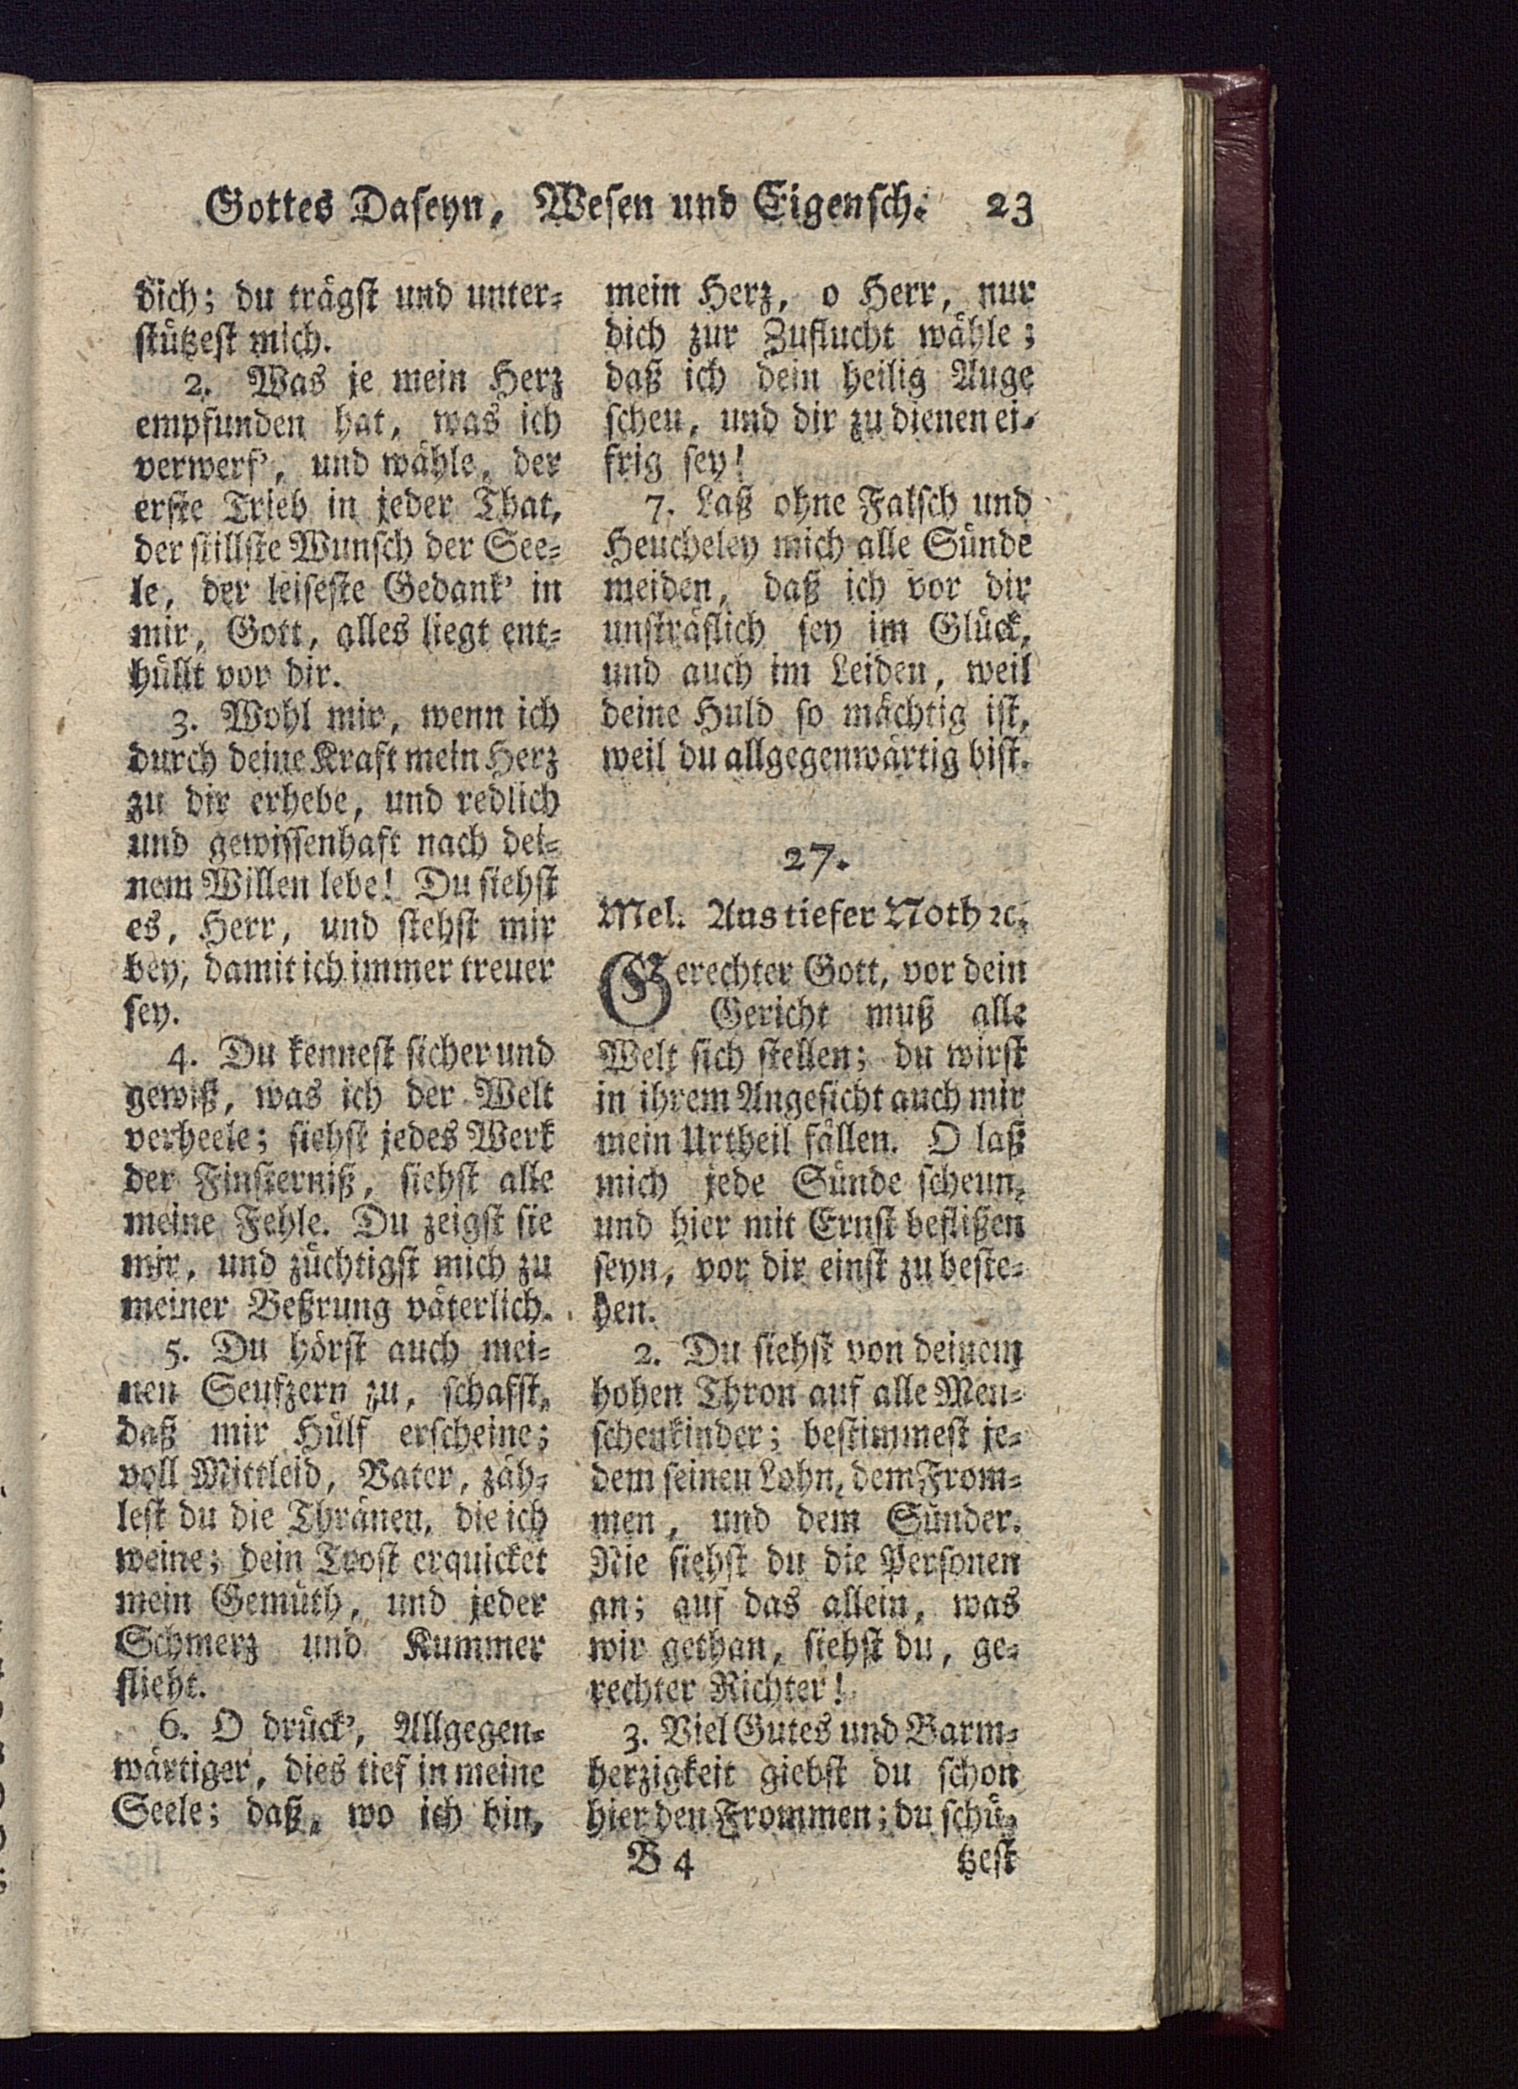 Gottes Daseyn, Wesen und Eigensch. 23
dich; du trägst und unter-
stützest mich.
2. Was je mein Herz
empfunden hat, was ich
verwerf', und wähle, der
erste Trieb in jeder That,
der stillste Wunsch der See-
le, der leiseste Gedank' in
mir, Gott, alles liegt ent-
hüllt vor dir.
3. Wohl mir, wenn ich
durch deine Kraft mein Herz
zu dir erhebe, und redlich
und gewissenhaft nach dei-
nem Willen lebe! Du siehst
es, Herr, und stehst mir
bey, damit ich immer treuer
sey.
4. Du kennest sicher und
gewiß, was ich der Welt
verheele; siehst jedes Werk
der Finsterniß, siehst alle
meine Fehle. Du zeigst sie
mir, und züchtigst mich zu
meiner Beßrung väterlich.
5. Du hörst auch mei-
nen Seufzern zu, schaffst,
daß mir Hülf erscheine;
voll Mittleid, Vater, zäh-
lest du die Thränen, die ich
weine; dein Trost erquicket
mein Gemüth, und jeder
Schmerz und Kummer
flieht.
6. O drück', Allgegen-
wärtiger, dies tief in meine
Seele; daß, wo ich bin,
mein Herz, o Herr, nur
dich zur Zuflucht wähle;
daß ich dein heilig Auge
scheu, und dir zu dienen ei-
frig sey!
7. Laß ohne Falsch und
Heucheley mich alle Sünde
meiden, daß ich vor dir
unsträflich sey im Glück,
und auch im Leiden, weil
deine Huld so mächtig ist,
weil du allgegenwärtig bist.
27.
Mel. Aus tiefer Noth ꝛc.
Gerechter Gott, vor dein
Gericht muß alle
Welt sich stellen; du wirst
in ihrem Angesicht auch mir
mein Urtheil fällen. O laß
mich jede Sünde scheun,
und hier mit Ernst beflißen
seyn, vor dir einst zu beste-
hen.
2. Du siehst von deinem
hohen Thron auf alle Men-
schenkinder; bestimmest je-
dem seinen Lohn, dem From-
men, und dem Sünder.
Nie siehst du die Personen
an; auf das allein, was
wir gethan, siehst du, ge-
rechter Richter!
3. Viel Gutes und Barm-
herzigkeit giebst du schon
hier den Frommen; du schü-
B 4 tzest